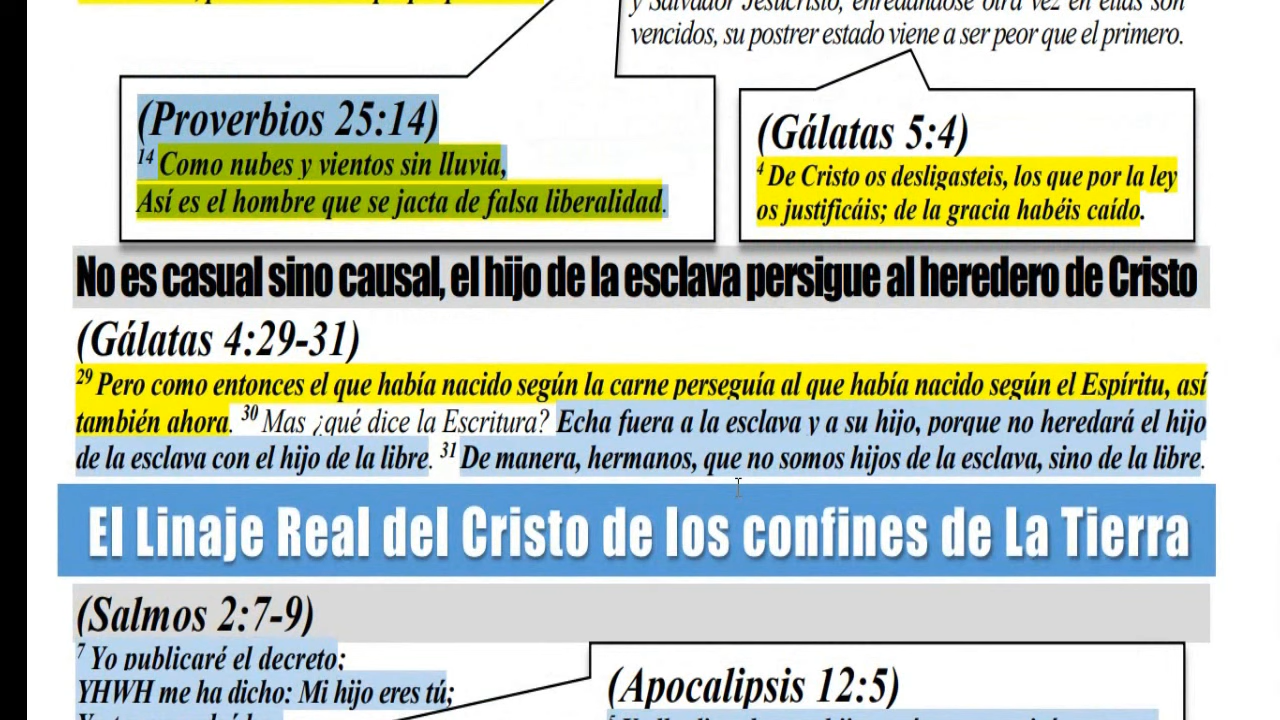 y Salvador Jesucristo, enredándose otra vez en ellas son
vencidos, su postrer estado viene a ser peor que el primero.
(Proverbios 25:14)
14 Como nubes y vientos sin lluvia,
Así es el hombre que se jacta de falsa liberalidad.
(Gálatas 5:4)
4 De Cristo os desligasteis, los que por la ley
os justificáis; de la gracia habéis caído.
No es casual sino causal, el hijo de la esclava persigue al heredero de Cristo
(Gálatas 4:29-31)
29 Pero como entonces el que había nacido según la carne perseguía al que había nacido según el Espíritu, así
también ahora. 30 Mas ¿qué dice la Escritura? Echa fuera a la esclava y a su hijo, porque no heredará el hijo
de la esclava con el hijo de la libre. 31 De manera, hermanos, que no somos hijos de la esclava, sino de la libre.
El Linaje Real del Cristo de los confines de La Tierra
(Salmos 2:7-9)
7 Yo publicaré el decreto;
YHWH me ha dicho: Mi hijo eres tú;
(Apocalipsis 12:5)